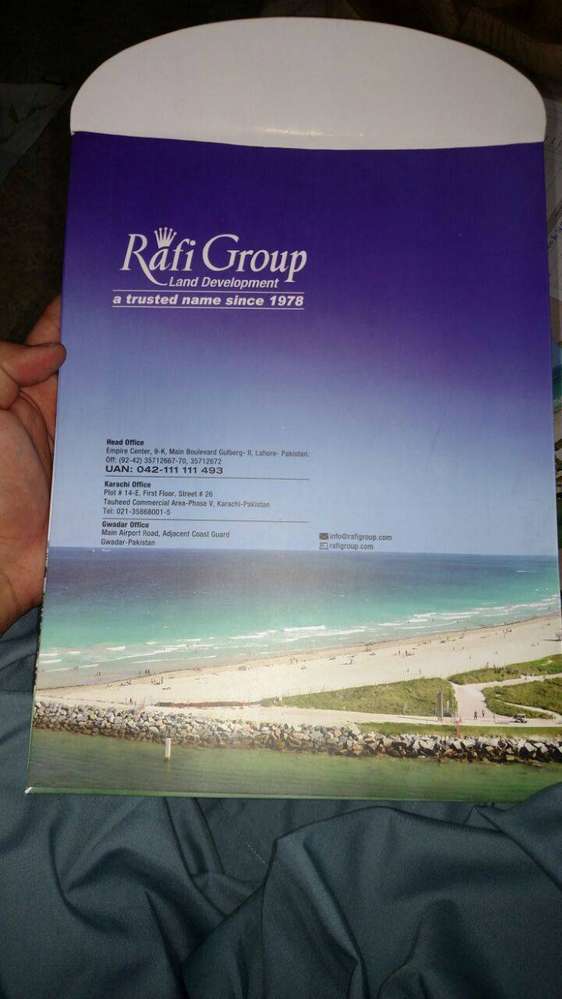 Rafi Group
Land Development
a trusted name since 1978
Head Office
Empire Center, 9-K, Main Boulevard Gulberg- II, Lahore- Pakistan.
Off: (92-42) 35712667-70, 35712672
UAN: 042-111 111 493
Karachi Office
Plot # 14-E, First Floor, Street # 26
Tauheed Commercial Area-Phase V, Karachi-Pakistan
Tel: 021-35868001-5
Gwadar Office
Main Airport Road, Adjacent Coast Guard
Gwadar-Pakistan
info@rafigroup.com
rafigroup.com